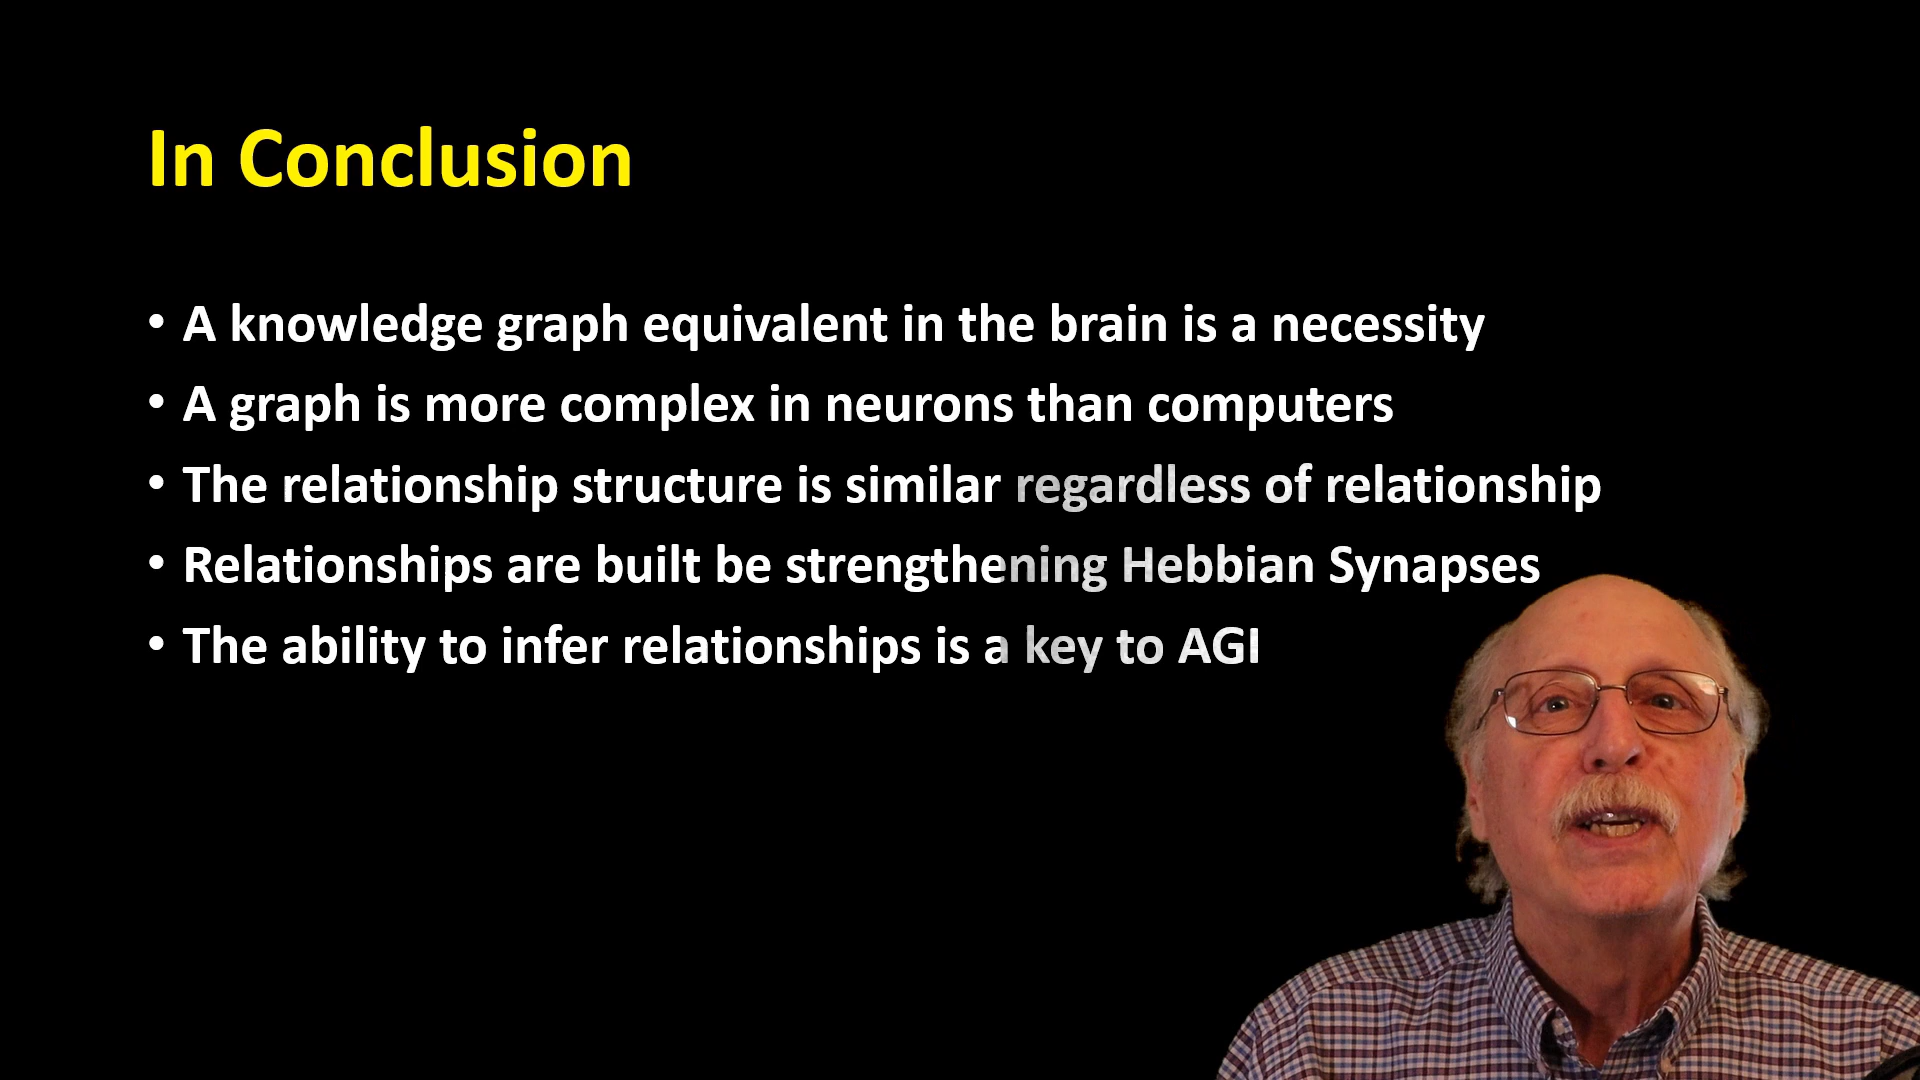 In Conclusion
• A knowledge graph equivalent in the brain is a necessity
• A graph is more complex in neurons than computers
• The relationship structure is similar regardless of relationship
• Relationships are built be strengthening Hebbian Synapses
• The ability to infer relationships is a key to AGI